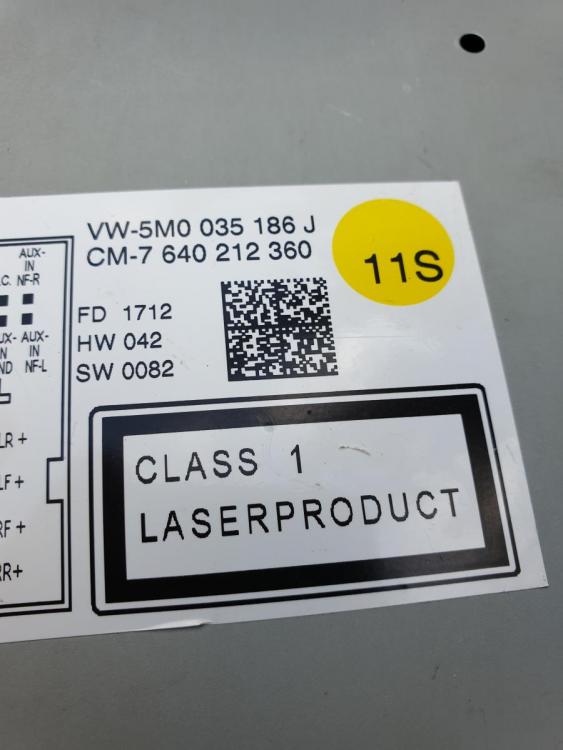 VW-5M0 035 186 J
CM-7 640 212 360
11S
FD 1712
HW 042
SW 0082
AUX-
IN
NF-R
AUX-
IN
NF-L
LR +
LF +
RF +
RR+
CLASS 1
LASERPRODUCT